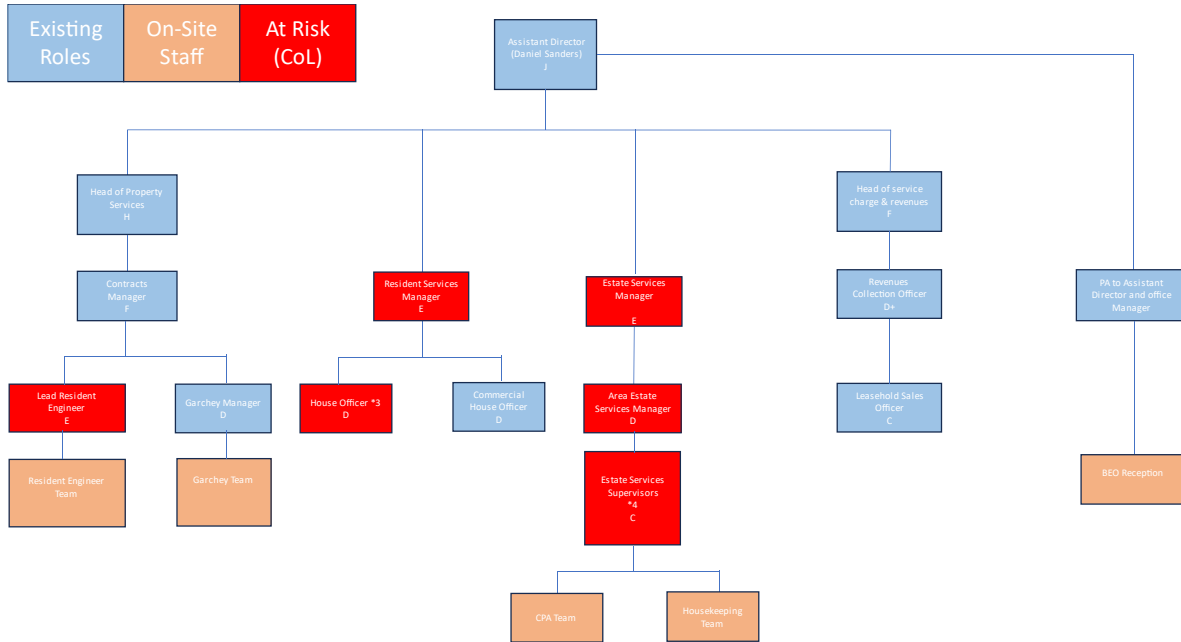 Existing
Roles
On-Site
Staff
At Risk
(CoL)
Assistant Director
(Daniel Sanders)
J
Head of Property
Services
H
Head of service
charge & revenues
F
Contracts
Manager
F
Resident Services
Manager
E
Estate Services
Manager
E
Revenues
Collection Officer
D+
PA to Assistant
Director and office
Manager
Lead Resident
Engineer
E
Garchey Manager
D
House Officer *3
D
Commercial
House Officer
D
Area Estate
Services Manager
D
Leasehold Sales
Officer
C
Resident Engineer
Team
Garchey Team
Estate Services
Supervisors
*4
C
BEO Reception
CPA Team
Housekeeping
Team